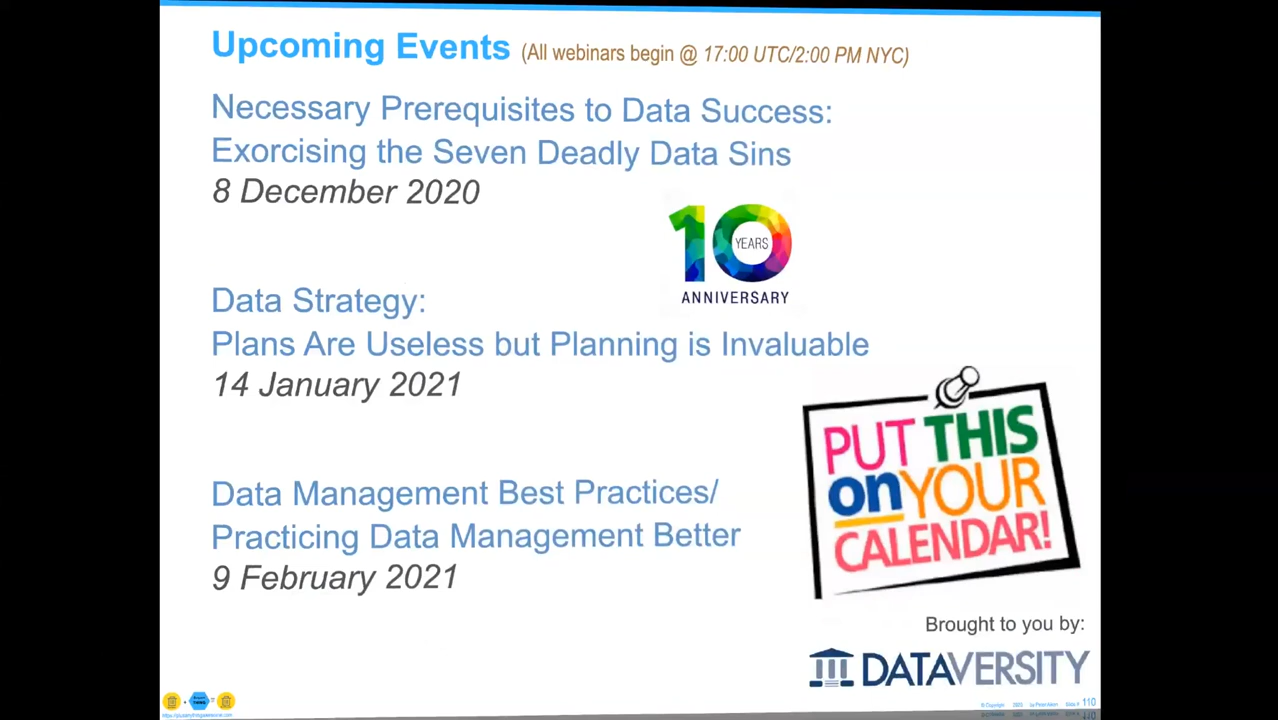 Upcoming Events (All webinars begin @ 17:00 UTC/2:00 PM NYC)
Necessary Prerequisites to Data Success:
Exorcising the Seven Deadly Data Sins
8 December 2020
10
YEARS
ANNIVERSARY
Data Strategy:
Plans Are Useless but Planning is Invaluable
14 January 2021
PUT THIS
on YOUR
CALENDAR!
Data Management Best Practices/
Practicing Data Management Better
9 February 2021
Brought to you by:
DATAVERSITY
110